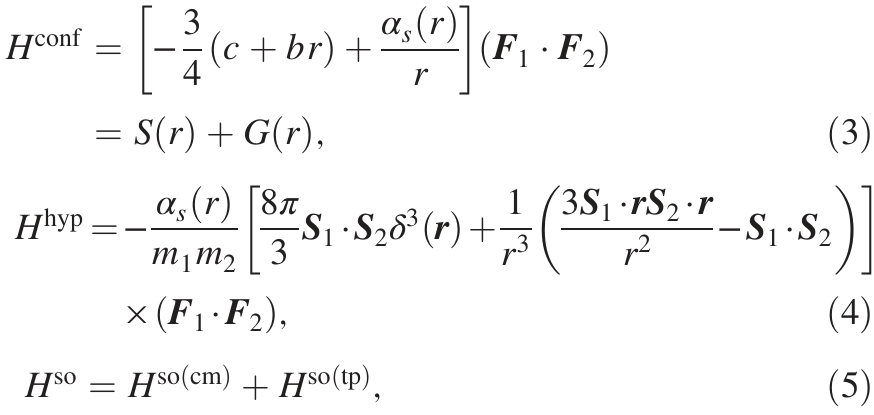 H^conf = [−3/4 (c + br) + α_s(r)/r] (F_1 · F_2)
= S(r) + G(r), (3)
H^hyp = −α_s(r)/(m_1 m_2) [8π/3 S_1 · S_2 δ^3(r) + 1/r^3 (3S_1 · r S_2 · r/r^2 − S_1 · S_2)]
× (F_1 · F_2), (4)
H^so = H^so(cm) + H^so(tp), (5)